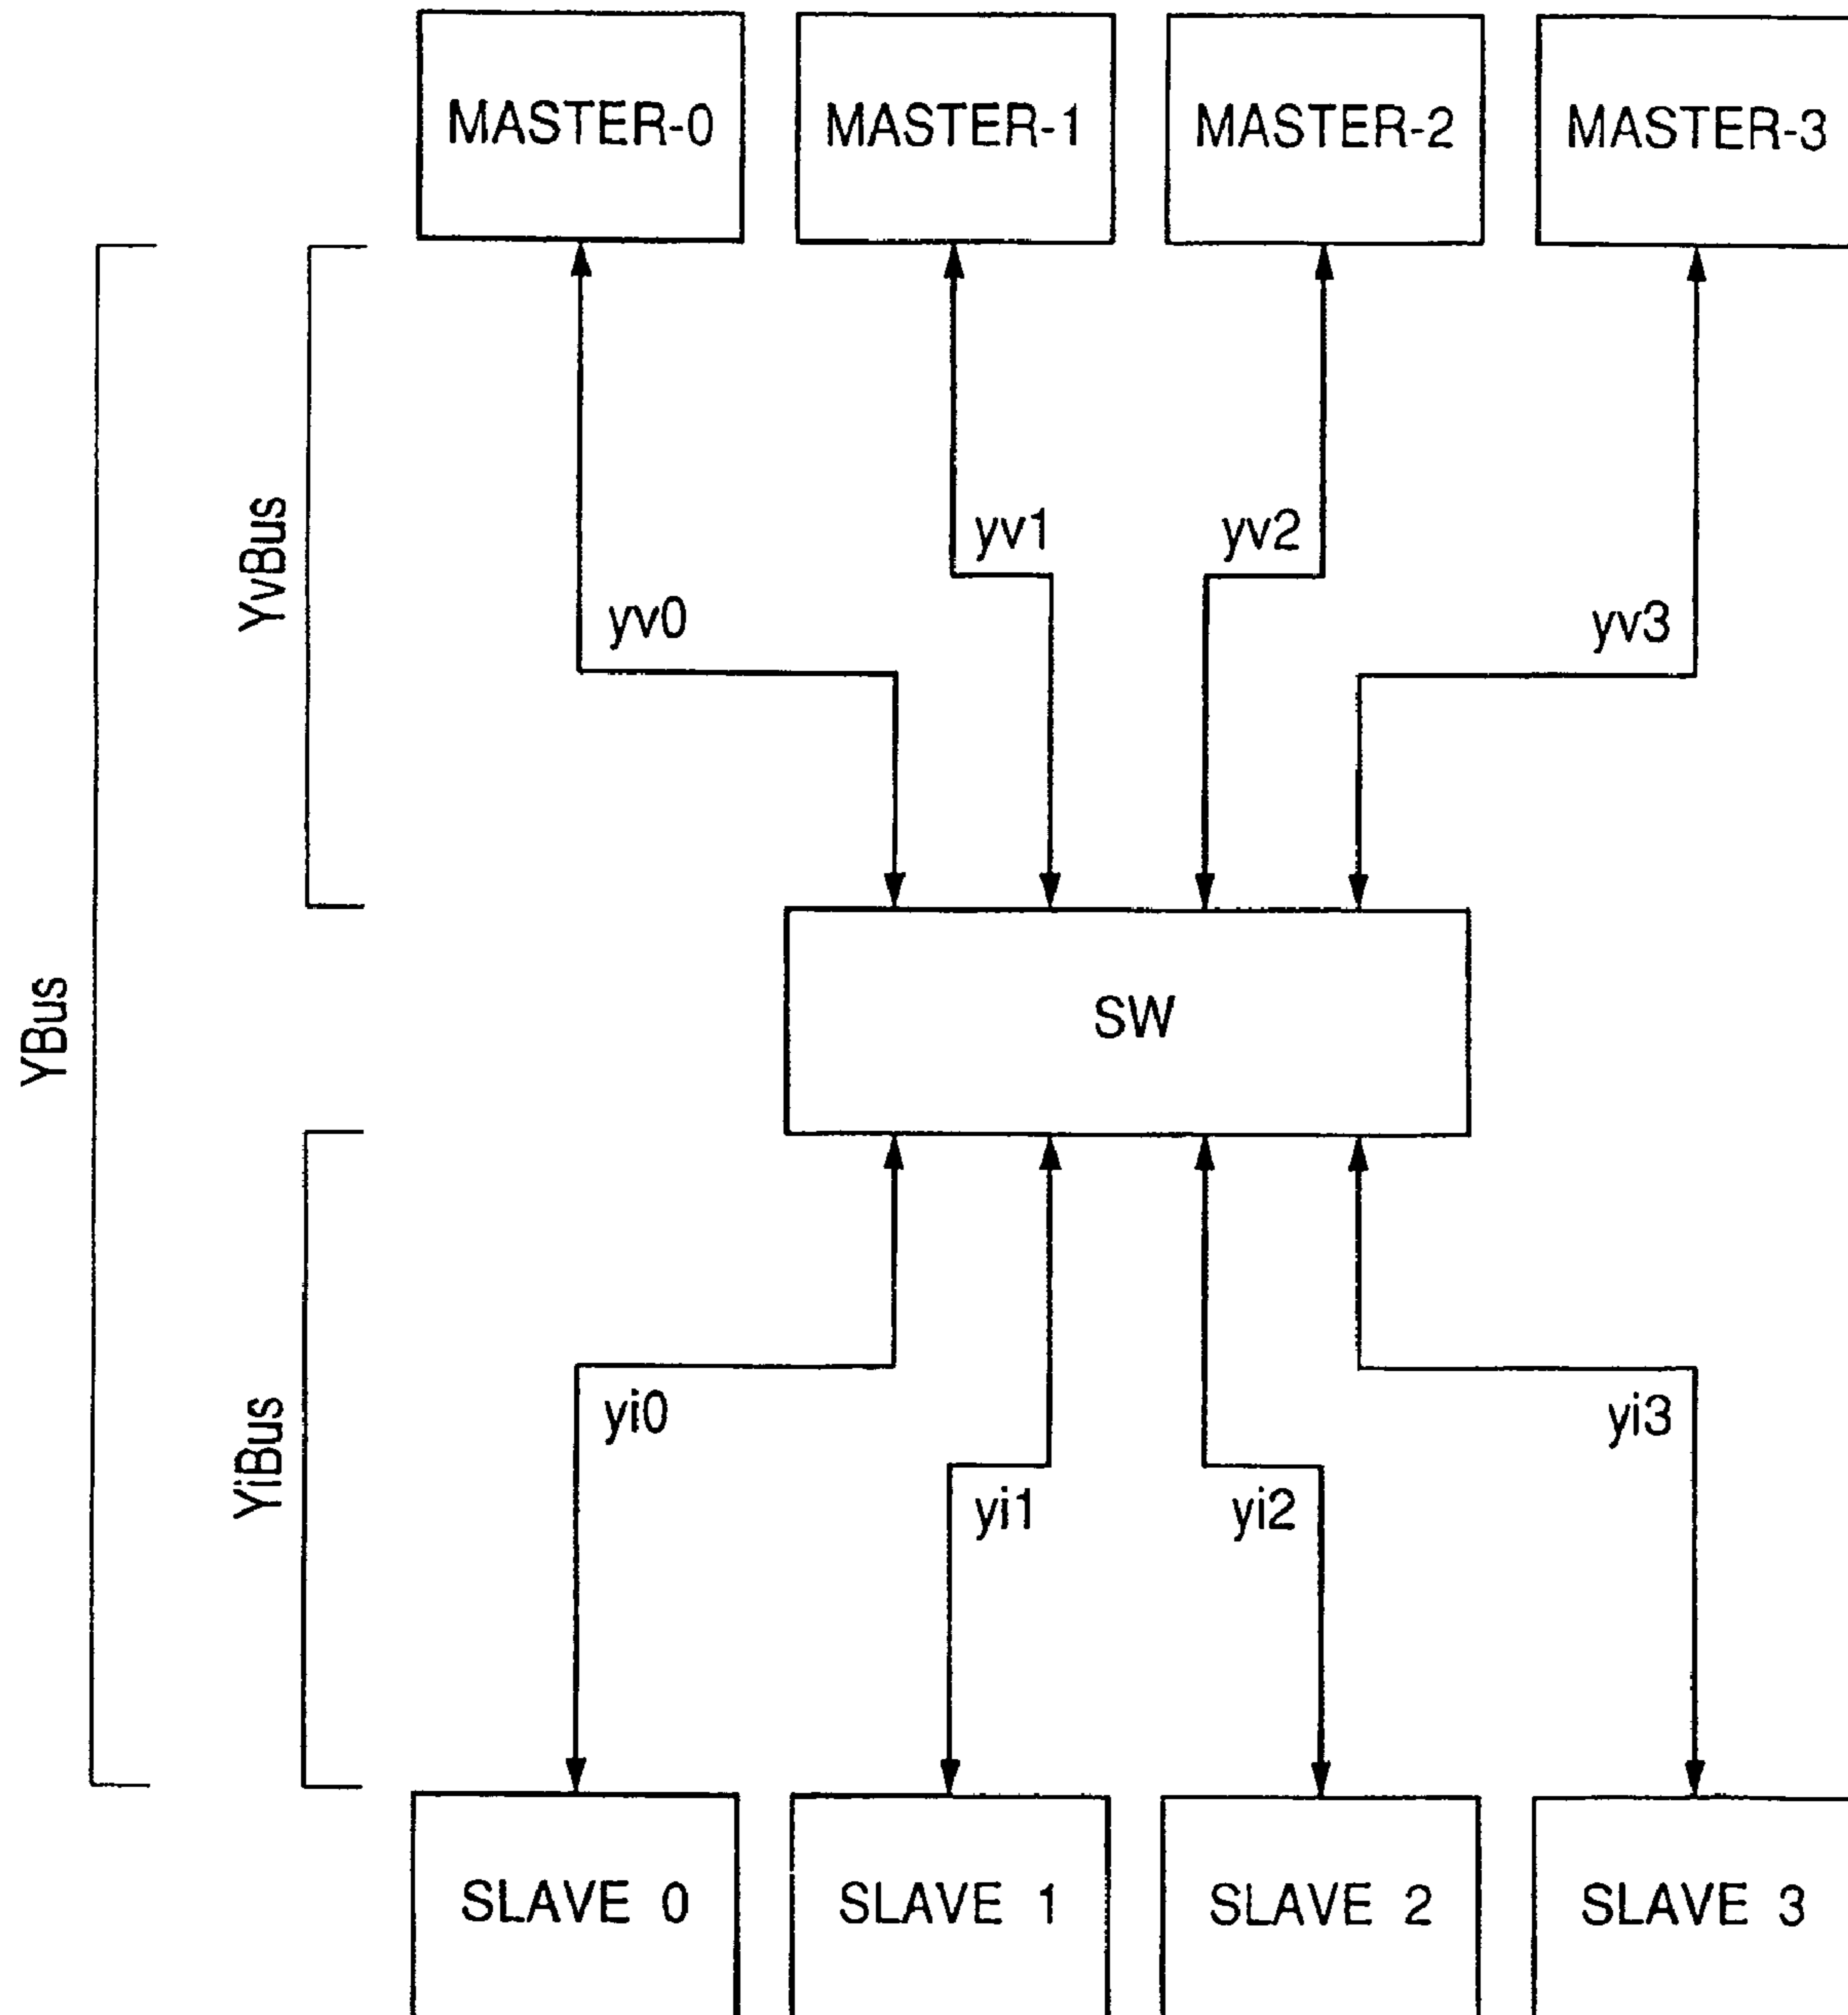 MASTER-0
MASTER-1
MASTER-2
MASTER-3
YvBus
yv1
yv2
yv0
yv3
YBus
SW
YiBus
yi0
yi3
yi1
yi2
SLAVE 0
SLAVE 1
SLAVE 2
SLAVE 3